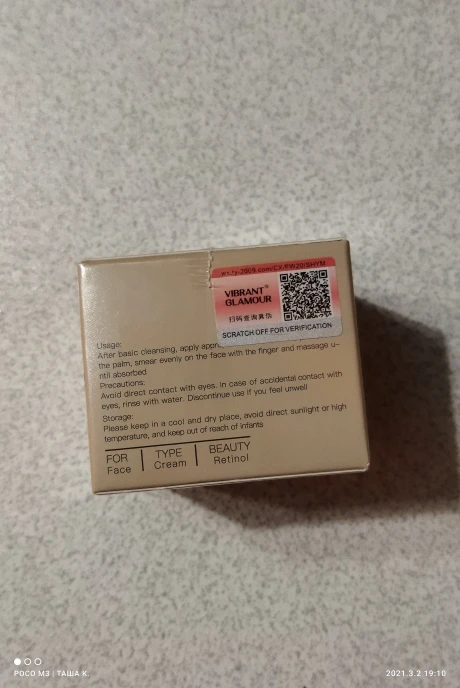 VIBRANT®
GLAMOUR
扫码查询真伪
SCRATCH OFF FOR VERIFICATION
Usage:
After basic cleansing, apply
the palm, smear evenly on the face with the finger and massage u-
ntil absorbed
Precautions:
Avoid direct contact with eyes, in case of accidental contact with
eyes, rinse with water. Discontinue use if you feel unwell
Storage:
Please keep in a cool and dry place, avoid direct sunlight or high
temperature, and keep out of reach of infants
FOR TYPE BEAUTY
Face Cream Retinol
POCO M3 | ТАША К.
2021.3.2 19:10